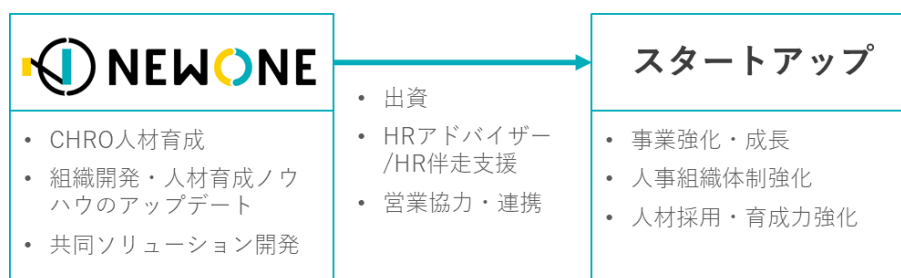 NEWONE
• CHRO人材育成
• 組織開発・人材育成ノウ
ハウのアップデート
• 共同ソリューション開発
• 出資
• HRアドバイザー
/HR伴走支援
• 営業協力・連携
スタートアップ
• 事業強化・成長
• 人事組織体制強化
• 人材採用・育成力強化